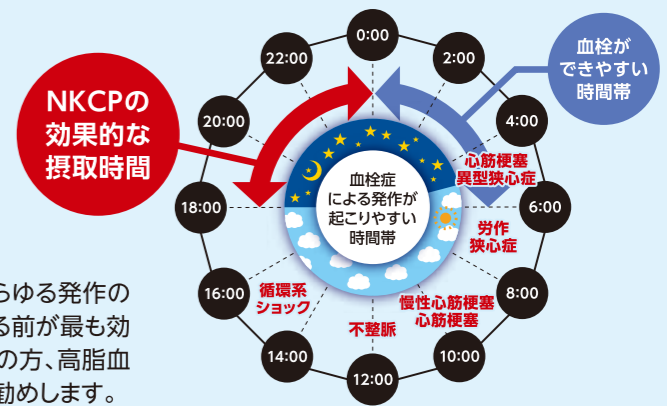 NKCPの
効果的な
摂取時間
血栓が
できやすい
時間帯
0:00
2:00
4:00
6:00
8:00
10:00
12:00
14:00
16:00
18:00
20:00
22:00
血栓症
による発作が
起こりやすい
時間帯
心筋梗塞
異型狭心症
労作
狭心症
慢性心筋梗塞
心筋梗塞
不整脈
循環系
ショック
らゆる発作の
る前が最も効
の方、高脂血
勧めします。